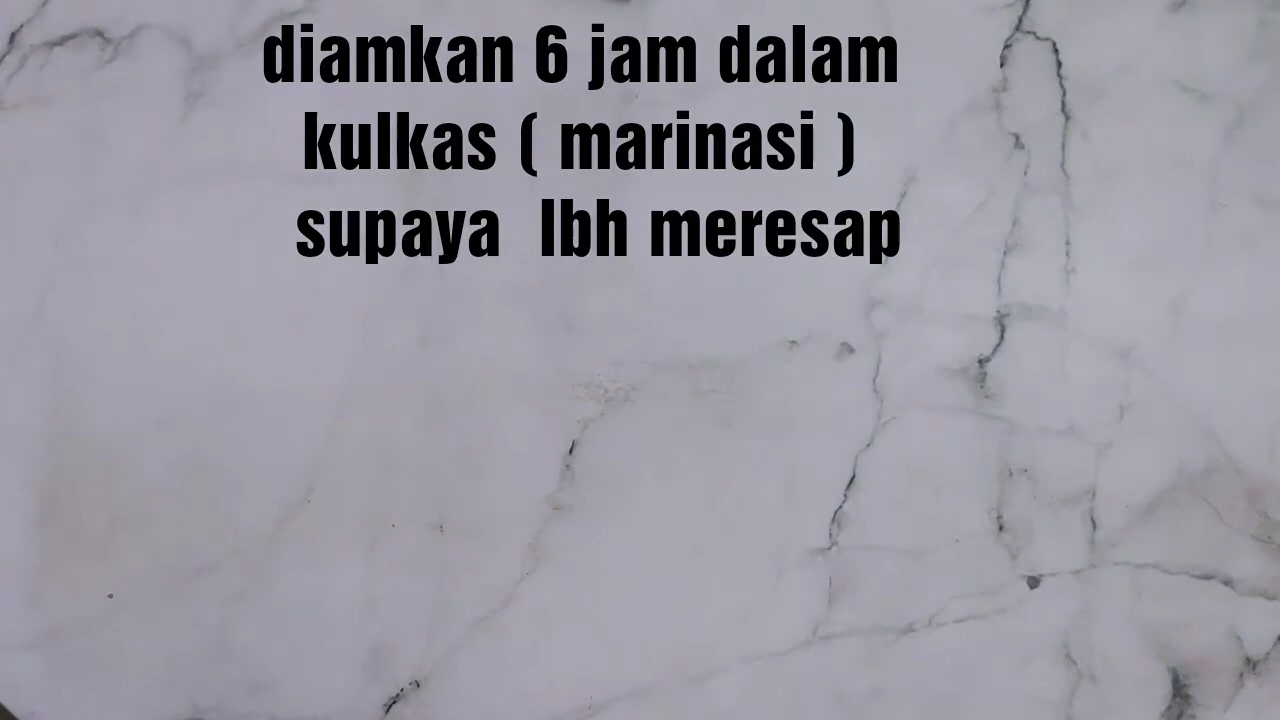 diamkan 6 jam dalam
kulkas ( marinasi )
supaya lbh meresap